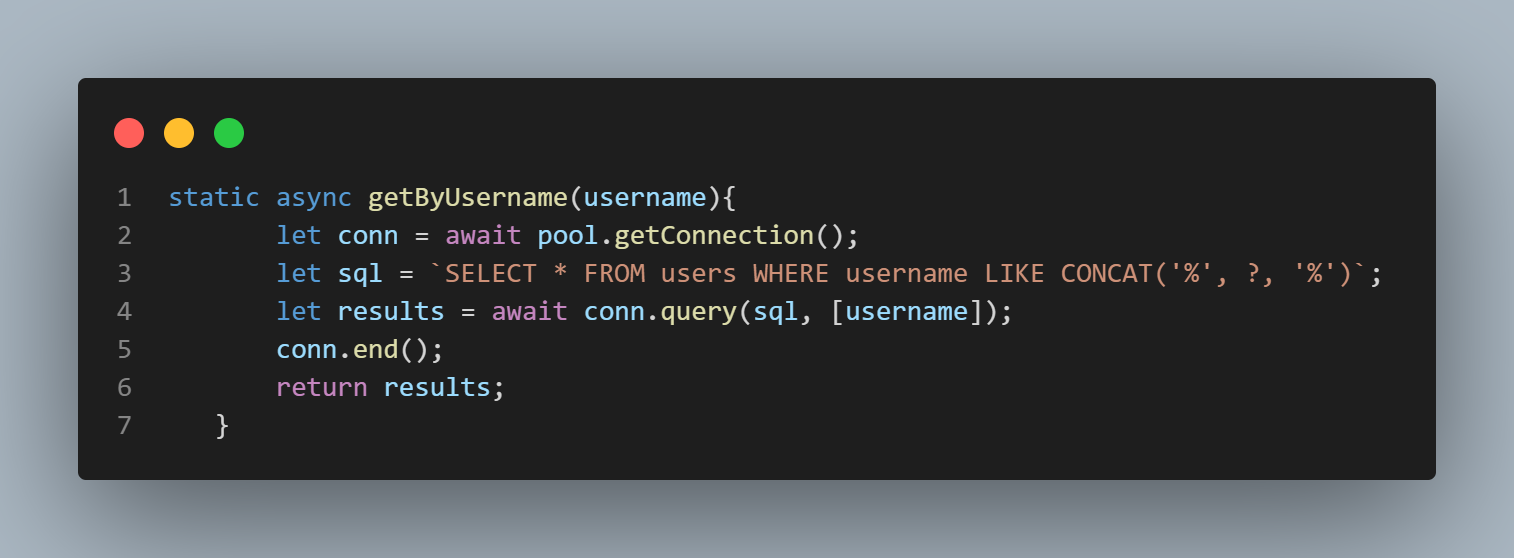 1 static async getByUsername(username){
2 let conn = await pool.getConnection();
3 let sql = `SELECT * FROM users WHERE username LIKE CONCAT('%', ?, '%')`;
4 let results = await conn.query(sql, [username]);
5 conn.end();
6 return results;
7 }